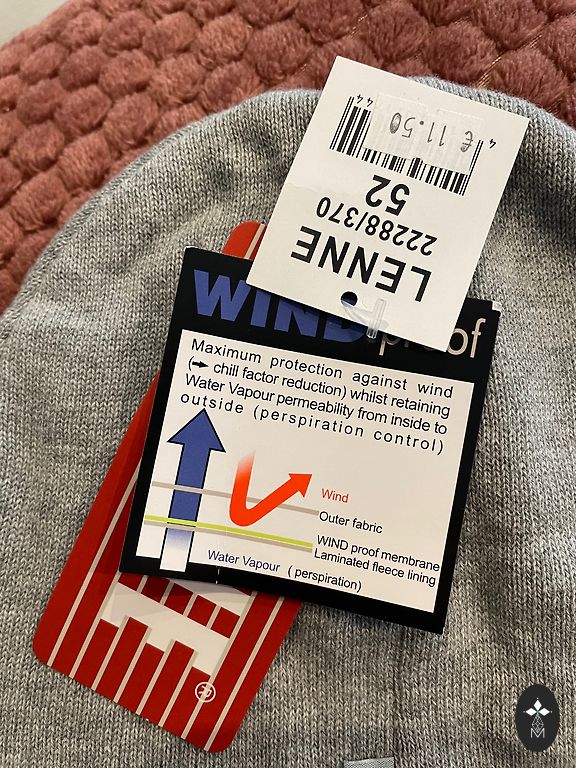 € 11.50
4 44
52
22288/370
LENNE
WIND proof
Maximum protection against wind
(➡ chill factor reduction) whilst retaining
Water Vapour permeability from inside to
outside (perspiration control)
Wind
Outer fabric
WIND proof membrane
Laminated fleece lining
Water Vapour ( perspiration)
®
M